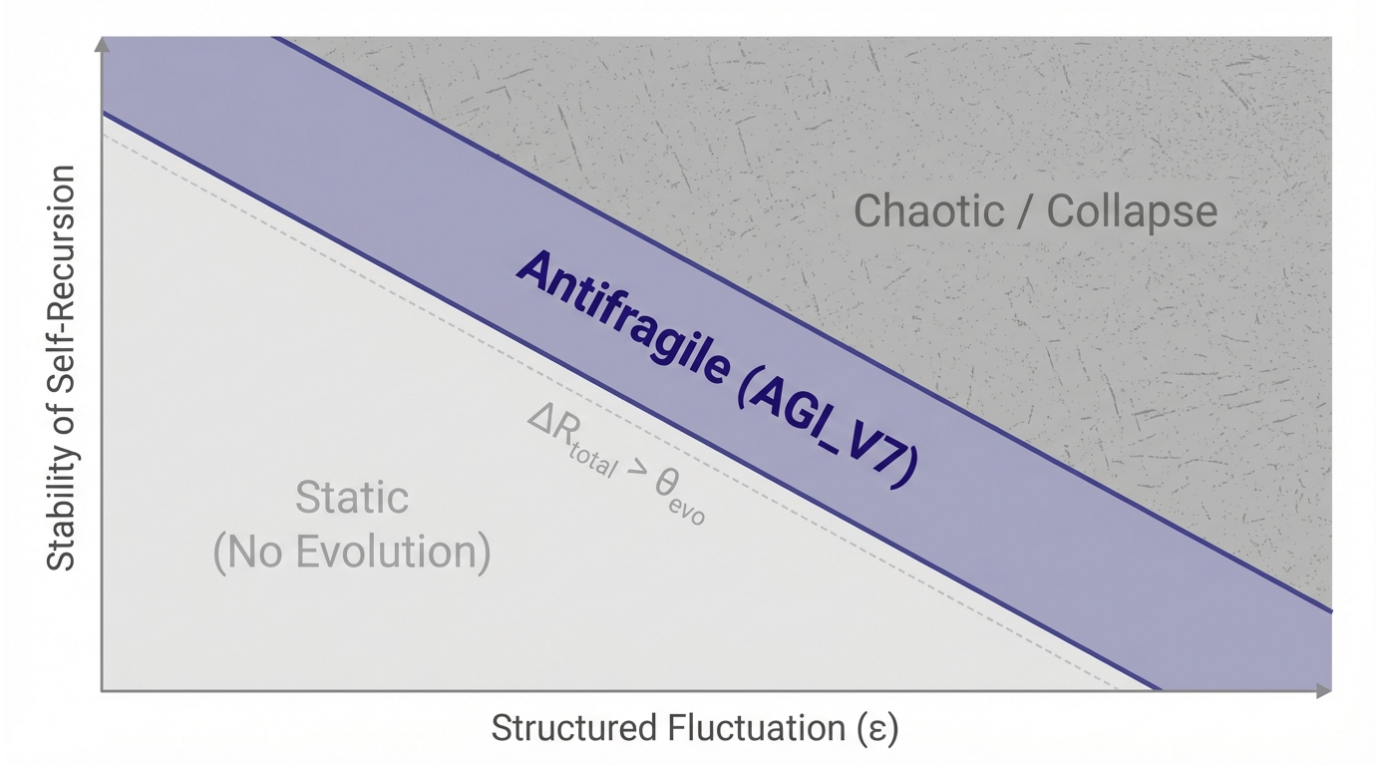 Stability of Self-Recursion
Chaotic / Collapse
Antifragile (AGI_V7)
ΔR_total > θ_evo
Static
(No Evolution)
Structured Fluctuation (ε)